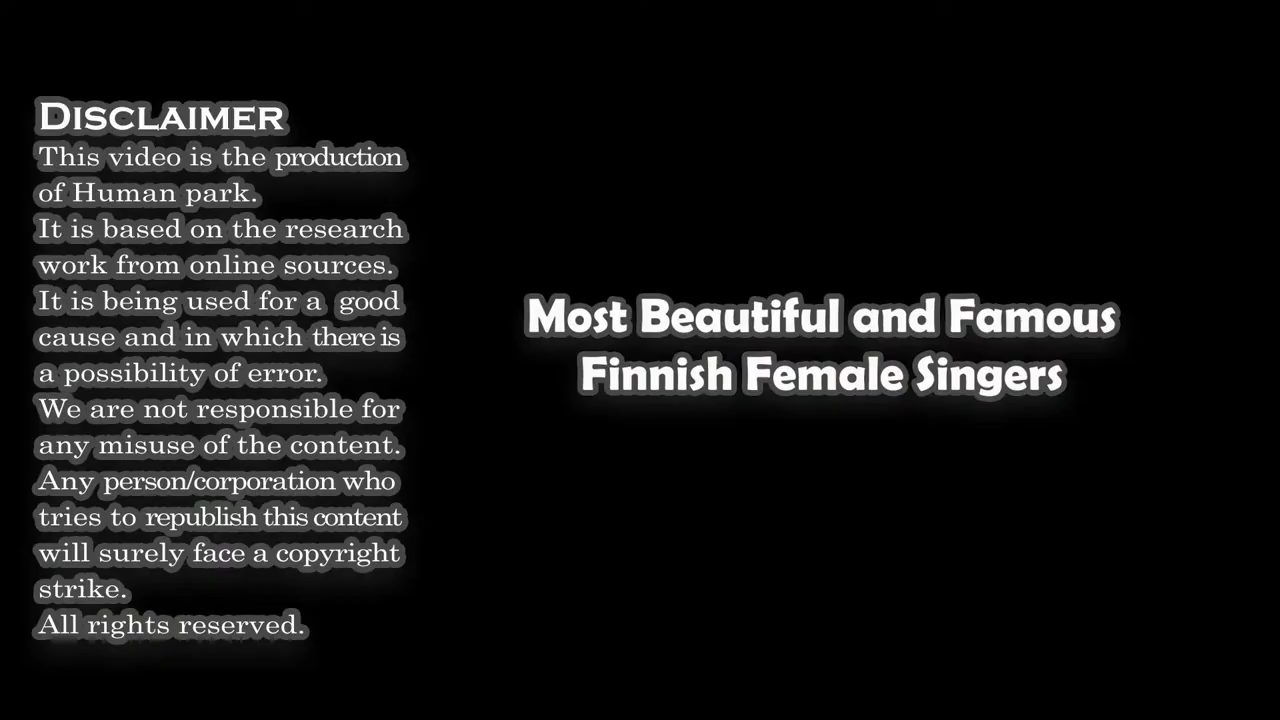 DISCLAIMER
This video is the production
of Human park.
It is based on the research
work from online sources.
It is being used for a good
cause and in which there is
a possibility of error.
We are not responsible for
any misuse of the content.
Any person/corporation who
tries to republish this content
will surely face a copyright
strike.
All rights reserved.
Most Beautiful and Famous
Finnish Female Singers